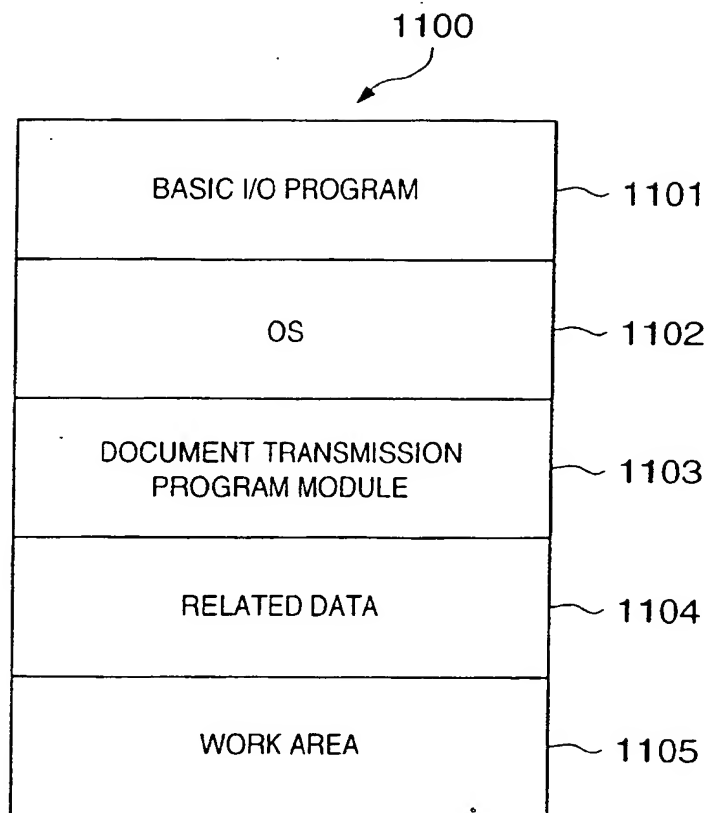 1100
BASIC I/O PROGRAM
1101
OS
1102
DOCUMENT TRANSMISSION
PROGRAM MODULE
1103
RELATED DATA
1104
WORK AREA
1105